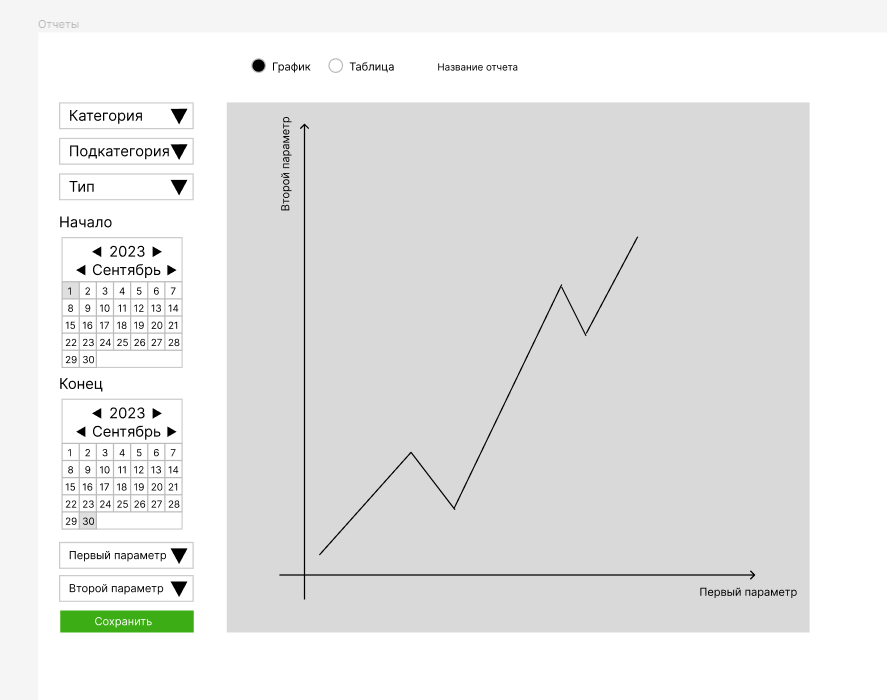 Отчеты
График Таблица Название отчета
Категория
Подкатегория
Тип
Начало
2023
Сентябрь
1 2 3 4 5 6 7
8 9 10 11 12 13 14
15 16 17 18 19 20 21
22 23 24 25 26 27 28
29 30
Конец
2023
Сентябрь
1 2 3 4 5 6 7
8 9 10 11 12 13 14
15 16 17 18 19 20 21
22 23 24 25 26 27 28
29 30
Первый параметр
Второй параметр
Сохранить
Второй параметр
Первый параметр